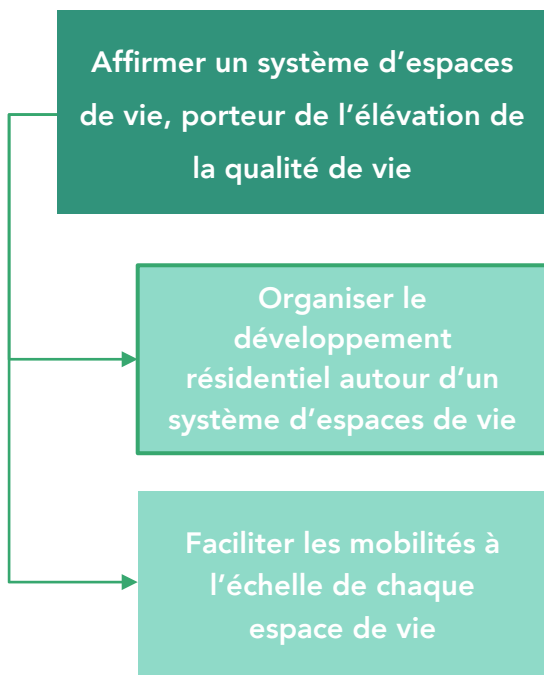 Affirmer un système d’espaces
de vie, porteur de l’élévation de
la qualité de vie
Organiser le
développement
résidentiel autour d’un
système d’espaces de vie
Faciliter les mobilités à
l’échelle de chaque
espace de vie